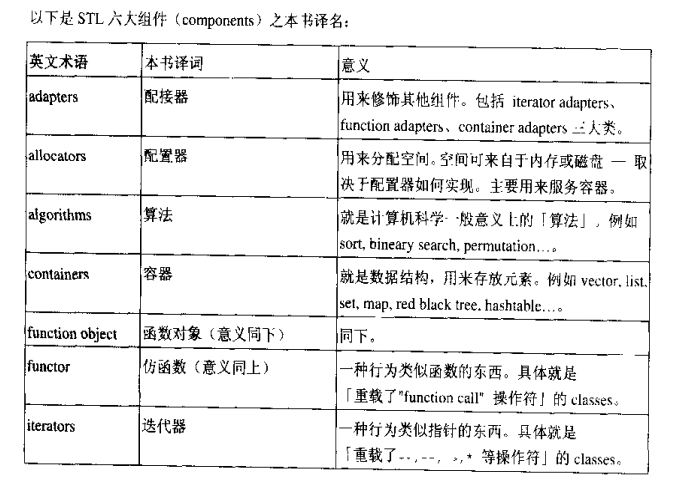 以下是 STL 六大组件（components）之本书译名：
英文术语 本书译词 意义
adapters 配接器 用来修饰其他组件。包括 iterator adapters、
function adapters、container adapters 三大类。
allocators 配置器 用来分配空间。空间可来自于内存或磁盘 — 取
决于配置器如何实现。主要用来服务容器。
algorithms 算法 就是计算机科学一般意义上的「算法」，例如
sort, bineary search, permutation…。
containers 容器 就是数据结构，用来存放元素。例如 vector, list,
set, map, red black tree, hashtable…。
function object 函数对象（意义同下） 同下。
functor 仿函数（意义同上） 一种行为类似函数的东西。具体就是
「重载了"function call" 操作符」的 classes。
iterators 迭代器 一种行为类似指针的东西。具体就是
「重载了 --, * 等操作符」的 classes。